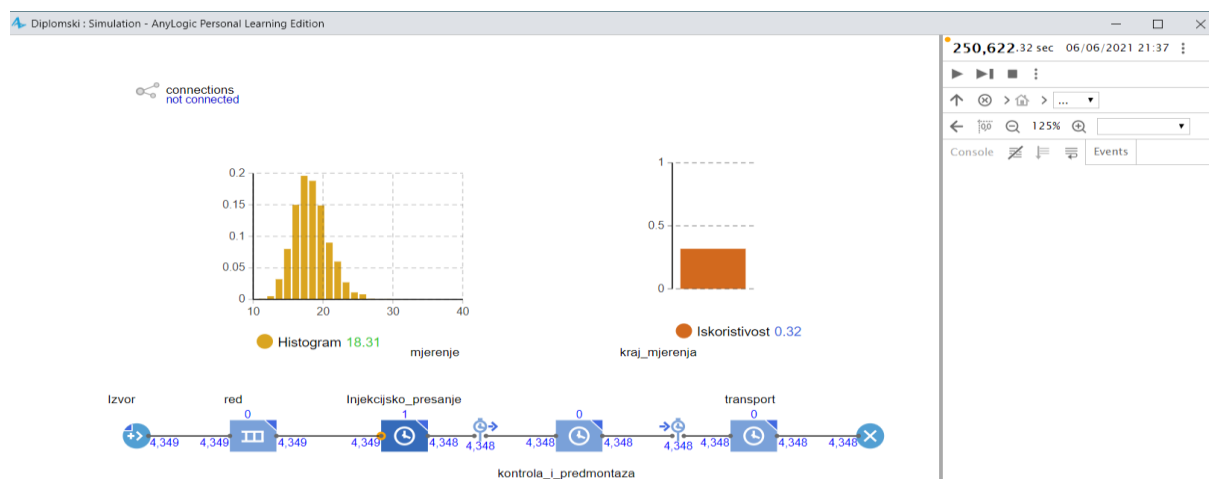 Diplomski : Simulation - AnyLogic Personal Learning Edition
250,622.32 sec 06/06/2021 21:37
connections
not connected
...
0,0 125%
Console Events
0.2
0.15
0.1
0.05
0
10 20 30 40
Histogram 18.31
1
0.5
0
Iskoristivost 0.32
mjerenje kraj_mjerenja
Izvor red Injekcijsko_presanje transport
0 1 0 0
4,349 4,349 4,349 4,349 4,348 4,348 4,348 4,348 4,348 4,348 4,348 4,348
kontrola_i_predmontaza